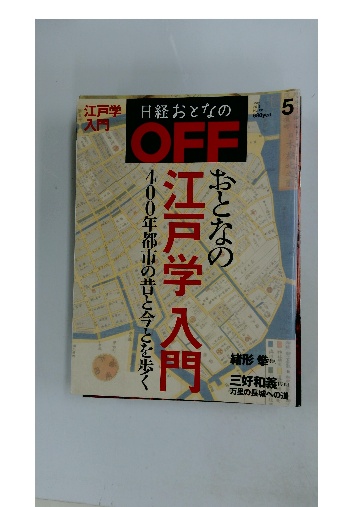 江戸学
入門
日経おとなの
OFF
5
おとなの
江戸学入門
400年都市の昔と今とを歩く
緒形 拳
三好和義
万里の長城への道